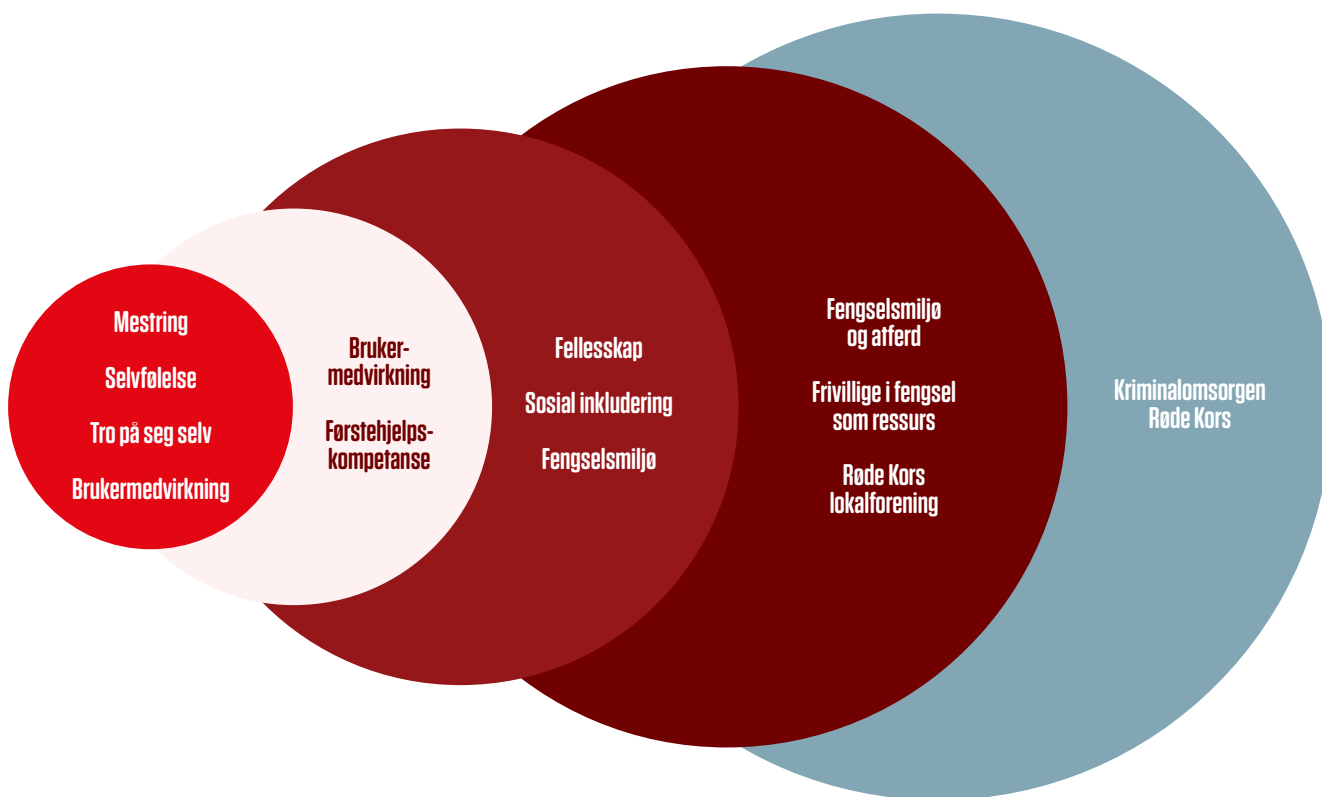 Mestring
Selvfølelse
Tro på seg selv
Brukermedvirkning
Bruker-
medvirkning
Førstehjelps-
kompetanse
Fellesskap
Sosial inkludering
Fengselsmiljø
Fengselsmiljø
og atferd
Frivillige i fengsel
som ressurs
Røde Kors
lokalforening
Kriminalomsorgen
Røde Kors